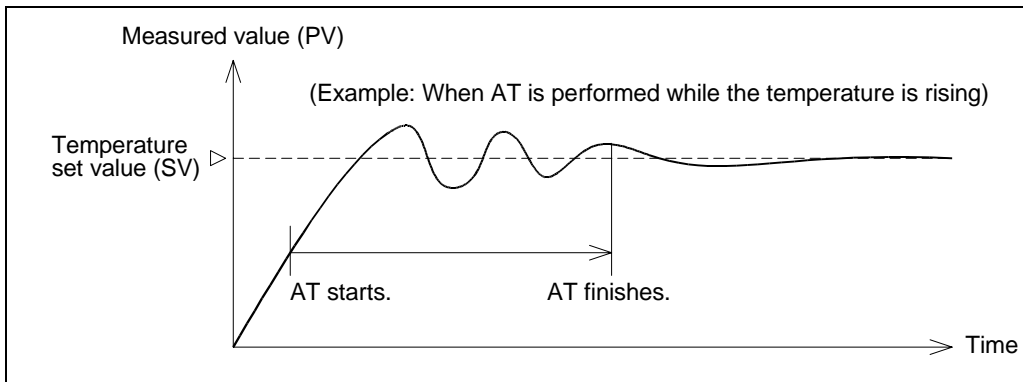 Measured value (PV)
(Example: When AT is performed while the temperature is rising)
Temperature
set value (SV)
AT starts.
AT finishes.
Time